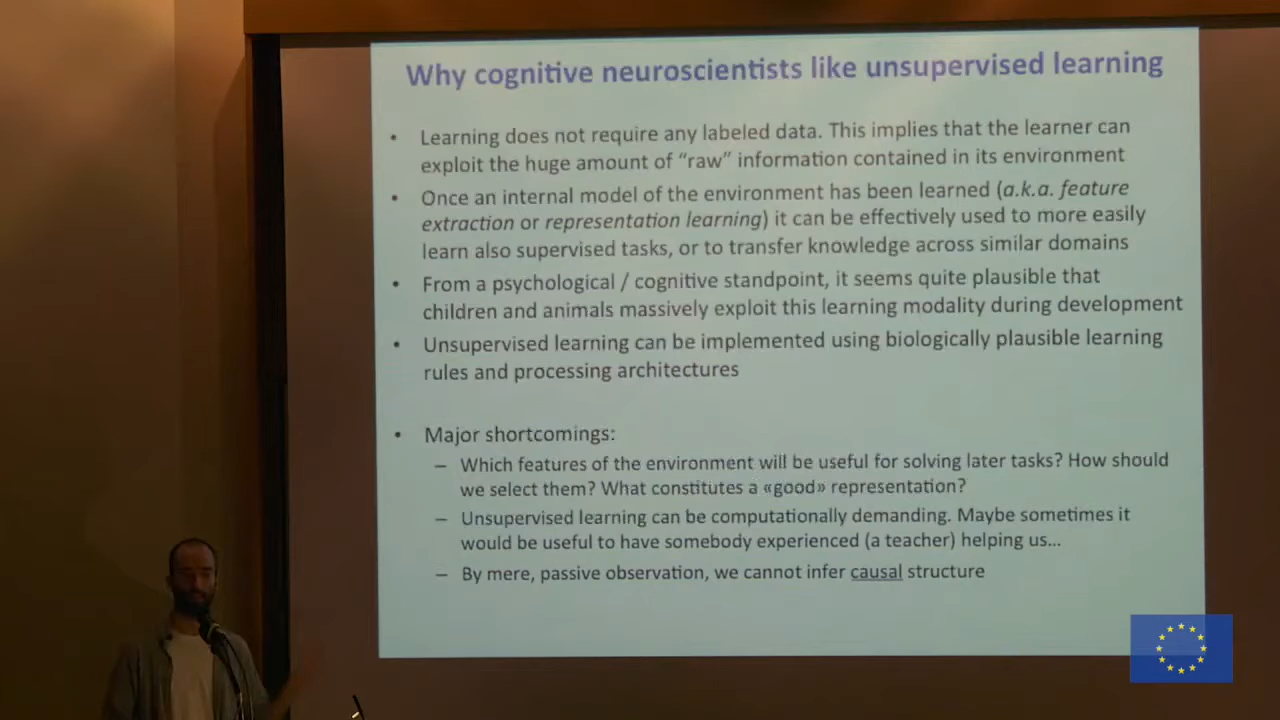 Why cognitive neuroscientists like unsupervised learning
• Learning does not require any labeled data. This implies that the learner can
exploit the huge amount of "raw" information contained in its environment
• Once an internal model of the environment has been learned (a.k.a. feature
extraction or representation learning) it can be effectively used to more easily
learn also supervised tasks, or to transfer knowledge across similar domains
• From a psychological / cognitive standpoint, it seems quite plausible that
children and animals massively exploit this learning modality during development
• Unsupervised learning can be implemented using biologically plausible learning
rules and processing architectures
• Major shortcomings:
– Which features of the environment will be useful for solving later tasks? How should
we select them? What constitutes a «good» representation?
– Unsupervised learning can be computationally demanding. Maybe sometimes it
would be useful to have somebody experienced (a teacher) helping us...
– By mere, passive observation, we cannot infer causal structure